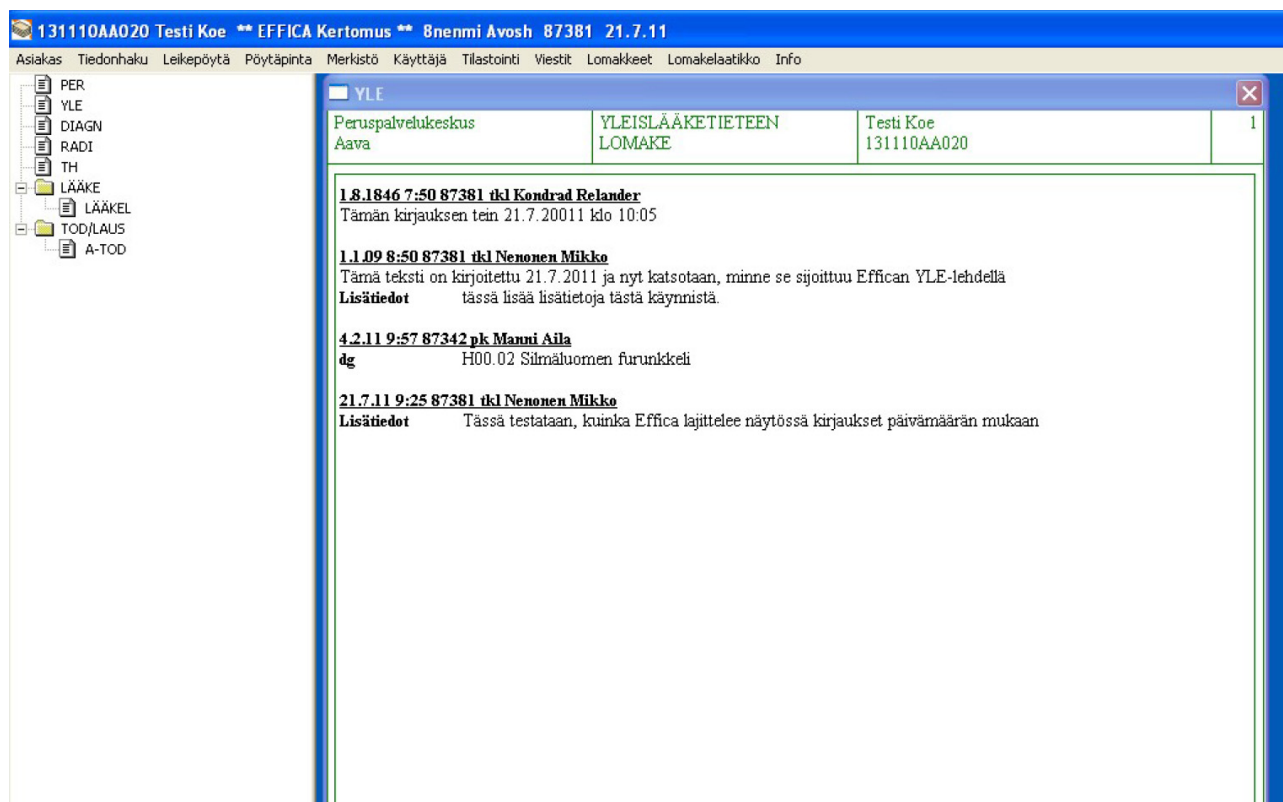 131110AA020 Testi Koe ** EFFICA Kertomus ** 8nenmi Avosh 87381 21.7.11
Asiakas Tiedonhaku Leikepöytä Pöytäpinta Merkistö Käyttäjä Tilastointi Viestit Lomakkeet Lomakelaatikko Info
PER
YLE
DIAGN
RADI
TH
LÄÄKE
LÄÄKEL
TOD/LAUS
A-TOD
YLE
Peruspalvelukeskus YLEISLÄÄKETIETEEN Testi Koe 1
Aava LOMAKE 131110AA020
1.8.1846 7:50 87381 tkl Kondrad Relander
Tämän kirjauksen tein 21.7.20011 klo 10:05
1.1.09 8:50 87381 tkl Nenonen Mikko
Tämä teksti on kirjoitettu 21.7.2011 ja nyt katsotaan, minne se sijoittuu Effican YLE-lehdellä
Lisätiedot tässä lisää lisätietoja tästä käynnistä.
4.2.11 9:57 87342 pk Manni Aila
dg H00.02 Silmäluomen furunkkeli
21.7.11 9:25 87381 tkl Nenonen Mikko
Lisätiedot Tässä testataan, kuinka Effica lajittelee näytössä kirjaukset päivämäärän mukaan